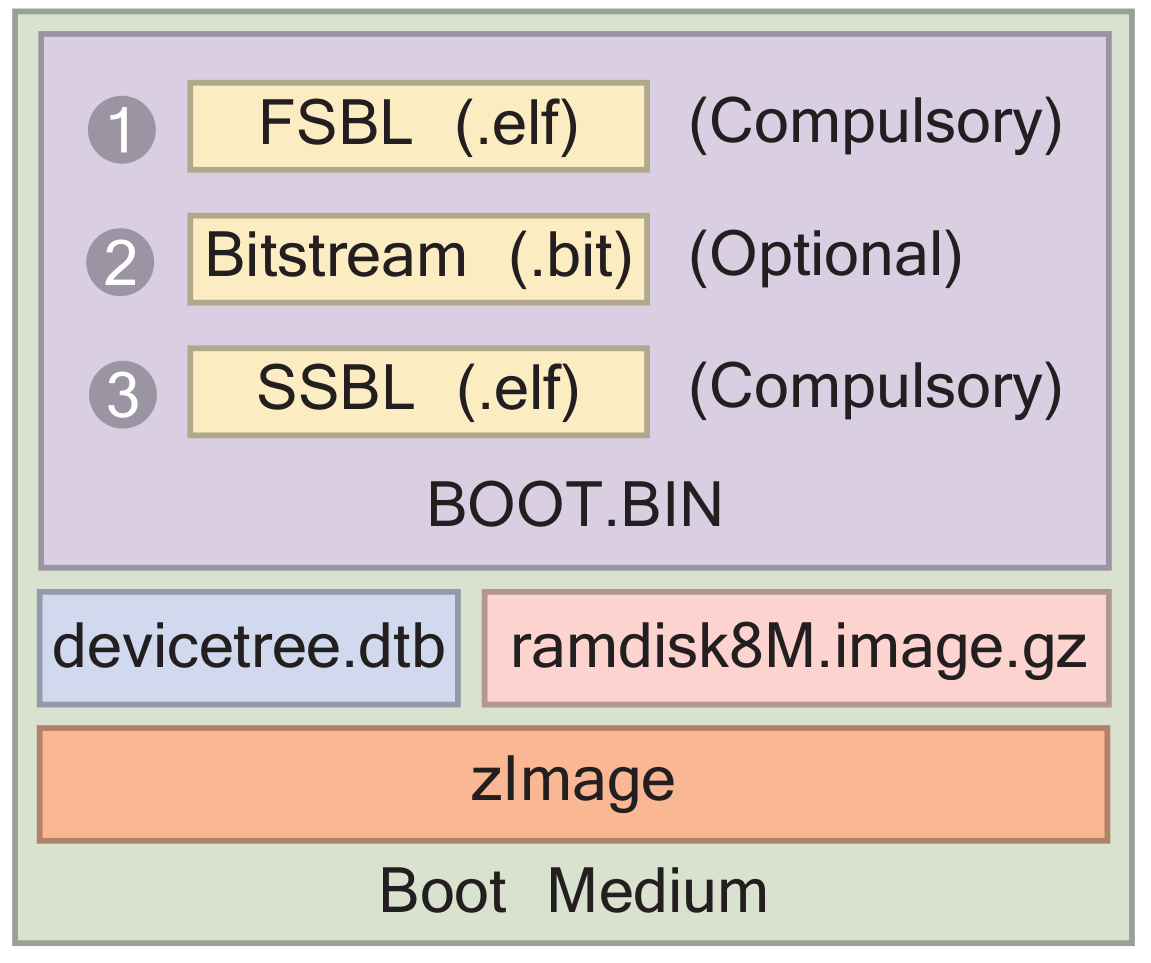 1 FSBL (.elf) (Compulsory)
2 Bitstream (.bit) (Optional)
3 SSBL (.elf) (Compulsory)
BOOT.BIN
devicetree.dtb ramdisk8M.image.gz
zImage
Boot Medium